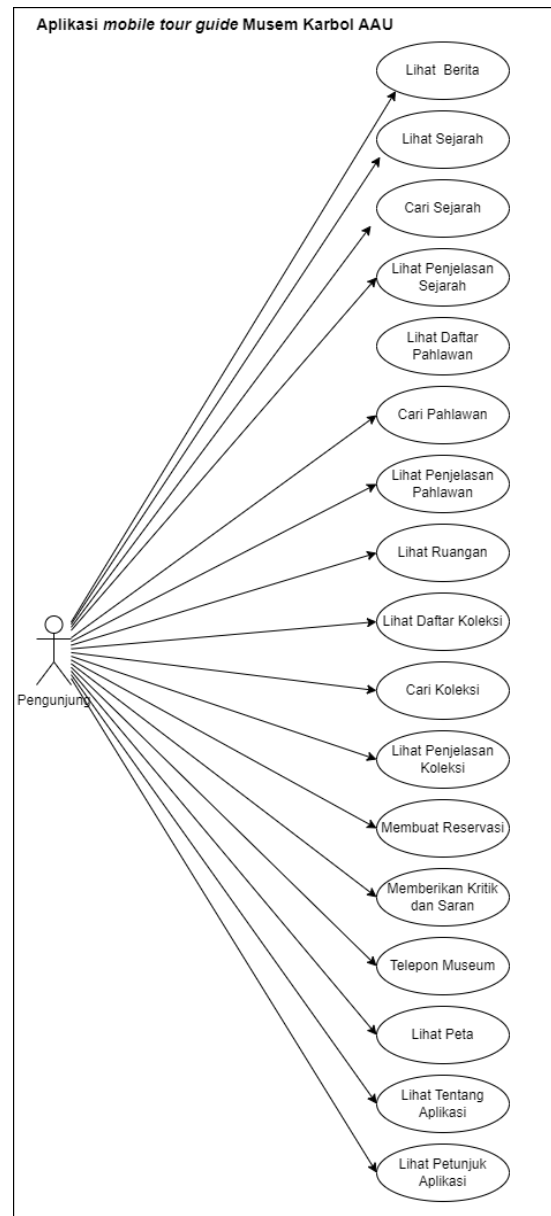 Aplikasi mobile tour guide Musem Karbol AAU
Lihat Berita
Lihat Sejarah
Cari Sejarah
Lihat Penjelasan
Sejarah
Lihat Daftar
Pahlawan
Cari Pahlawan
Lihat Penjelasan
Pahlawan
Lihat Ruangan
Lihat Daftar Koleksi
Pengunjung
Cari Koleksi
Lihat Penjelasan
Koleksi
Membuat Reservasi
Memberikan Kritik
dan Saran
Telepon Museum
Lihat Peta
Lihat Tentang
Aplikasi
Lihat Petunjuk
Aplikasi